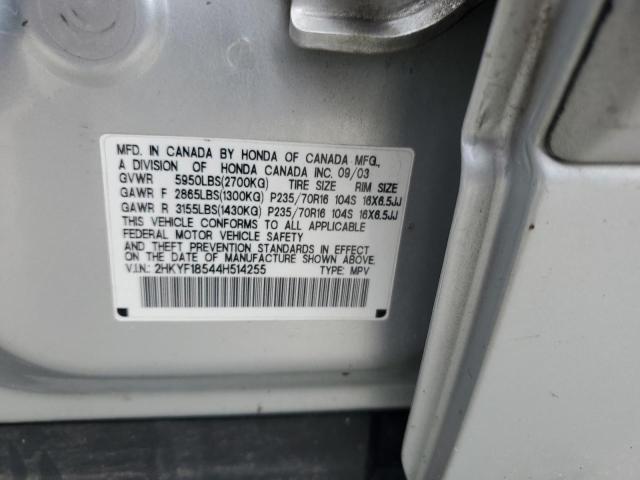 MFD. IN CANADA BY HONDA OF CANADA MFG.,
A DIVISION OF HONDA CANADA INC. 09/03
GVWR 5950LBS(2700KG) TIRE SIZE RIM SIZE
GAWR F 2865LBS(1300KG) P235/70R16 104S 16X6.5JJ
GAWR R 3155LBS(1430KG) P235/70R16 104S 16X6.5JJ
THIS VEHICLE CONFORMS TO ALL APPLICABLE
FEDERAL MOTOR VEHICLE SAFETY
AND THEFT PREVENTION STANDARDS IN EFFECT
ON THE DATE OF MANUFACTURE SHOWN ABOVE.
V.I.N.: 2HKYF18544H514255 TYPE: MPV